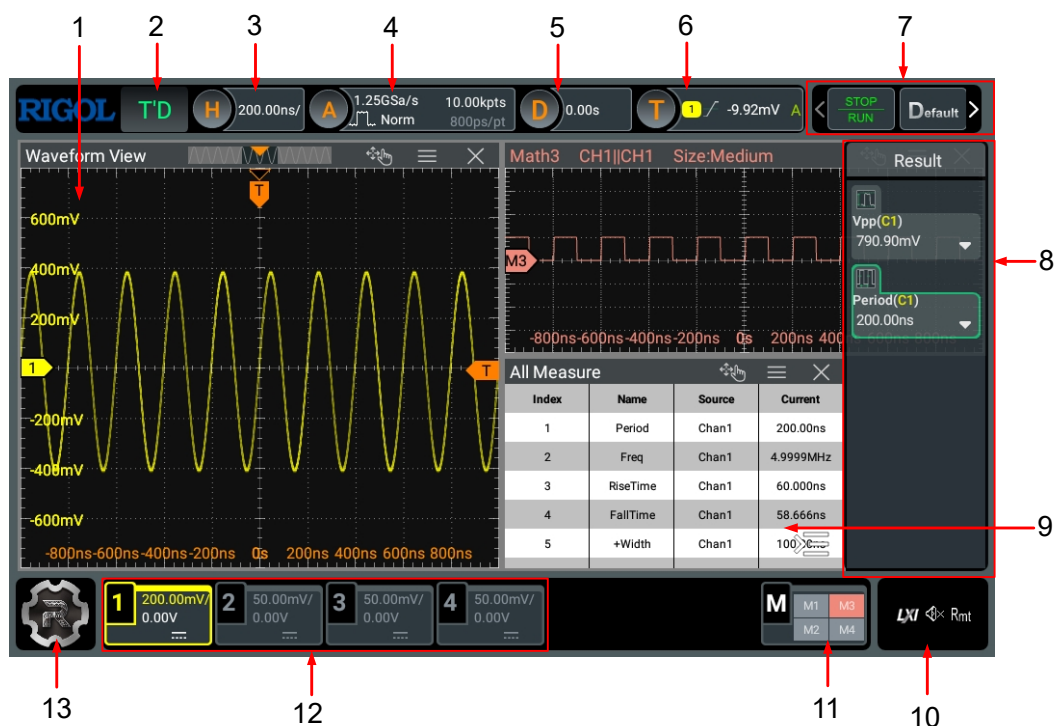 1 2 3 4 5 6 7
RIGOL T'D H 200.00ns/ A 1.25GSa/s 10.00kpts D 0.00s T 1 -9.92mV A STOP RUN Default
Norm 800ps/pt
Waveform View
T
600mV
400mV
200mV
1 T
-200mV
-400mV
-600mV
-800ns -600ns -400ns -200ns 0s 200ns 400ns 600ns 800ns
Math3 CH1||CH1 Size:Medium
M3
-800ns -600ns -400ns -200ns 0s 200ns 400
Result
Vpp(C1)
790.90mV
Period(C1)
200.00ns
8
All Measure
Index Name Source Current
1 Period Chan1 200.00ns
2 Freq Chan1 4.9999MHz
3 RiseTime Chan1 60.000ns
4 FallTime Chan1 58.666ns
5 +Width Chan1
9
R
1 200.00mV/ 0.00V
2 50.00mV/ 0.00V
3 50.00mV/ 0.00V
4 50.00mV/ 0.00V
M M1 M3
M2 M4
LXI Rmt
13 12 11 10